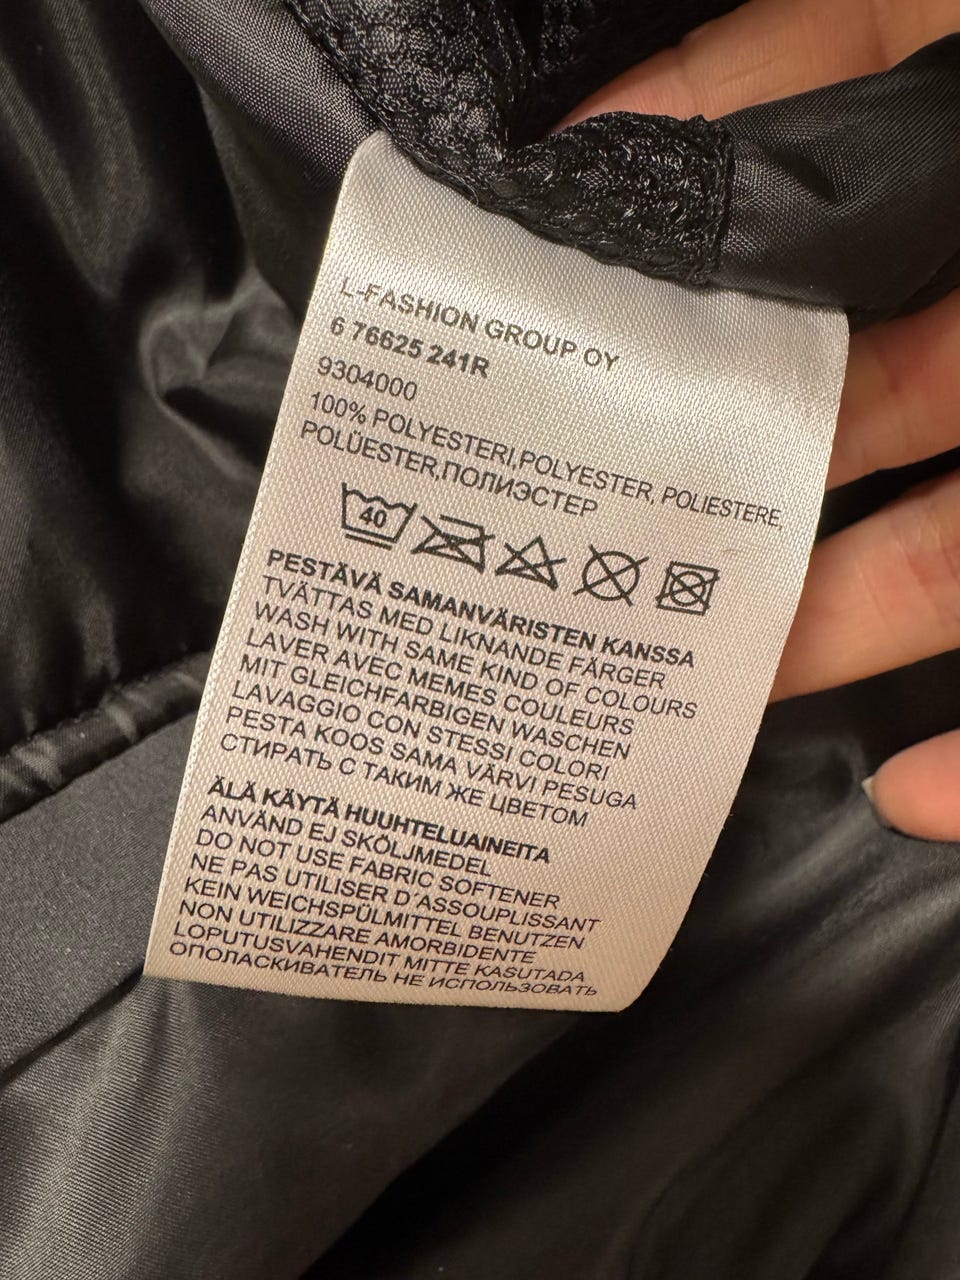 L-FASHION GROUP OY
6 76625 241R
9304000
100% POLYESTERI,POLYESTER, POLIESTERE,
POLÜESTER,ПОЛИЭСТЕР
40
PESTÄVÄ SAMANVÄRISTEN KANSSA
TVÄTTAS MED LIKNANDE FÄRGER
WASH WITH SAME KIND OF COLOURS
LAVER AVEC MEMES COULEURS
MIT GLEICHFARBIGEN WASCHEN
LAVAGGIO CON STESSI COLORI
PESTA KOOS SAMA VÄRVI PESUGA
СТИРАТЬ С ТАКИМ ЖЕ ЦВЕТОМ
ÄLÄ KÄYTÄ HUUHTELUAINEITA
ANVÄND EJ SKÖLJMEDEL
DO NOT USE FABRIC SOFTENER
NE PAS UTILISER D'ASSOUPLISSANT
KEIN WEICHSPÜLMITTEL BENUTZEN
NON UTILIZZARE AMORBIDENTE
LOPUTUSVAHENDIT MITTE KASUTADA
ОПОЛАСКИВАТЕЛЬ НЕ ИСПОЛЬЗОВАТЬ